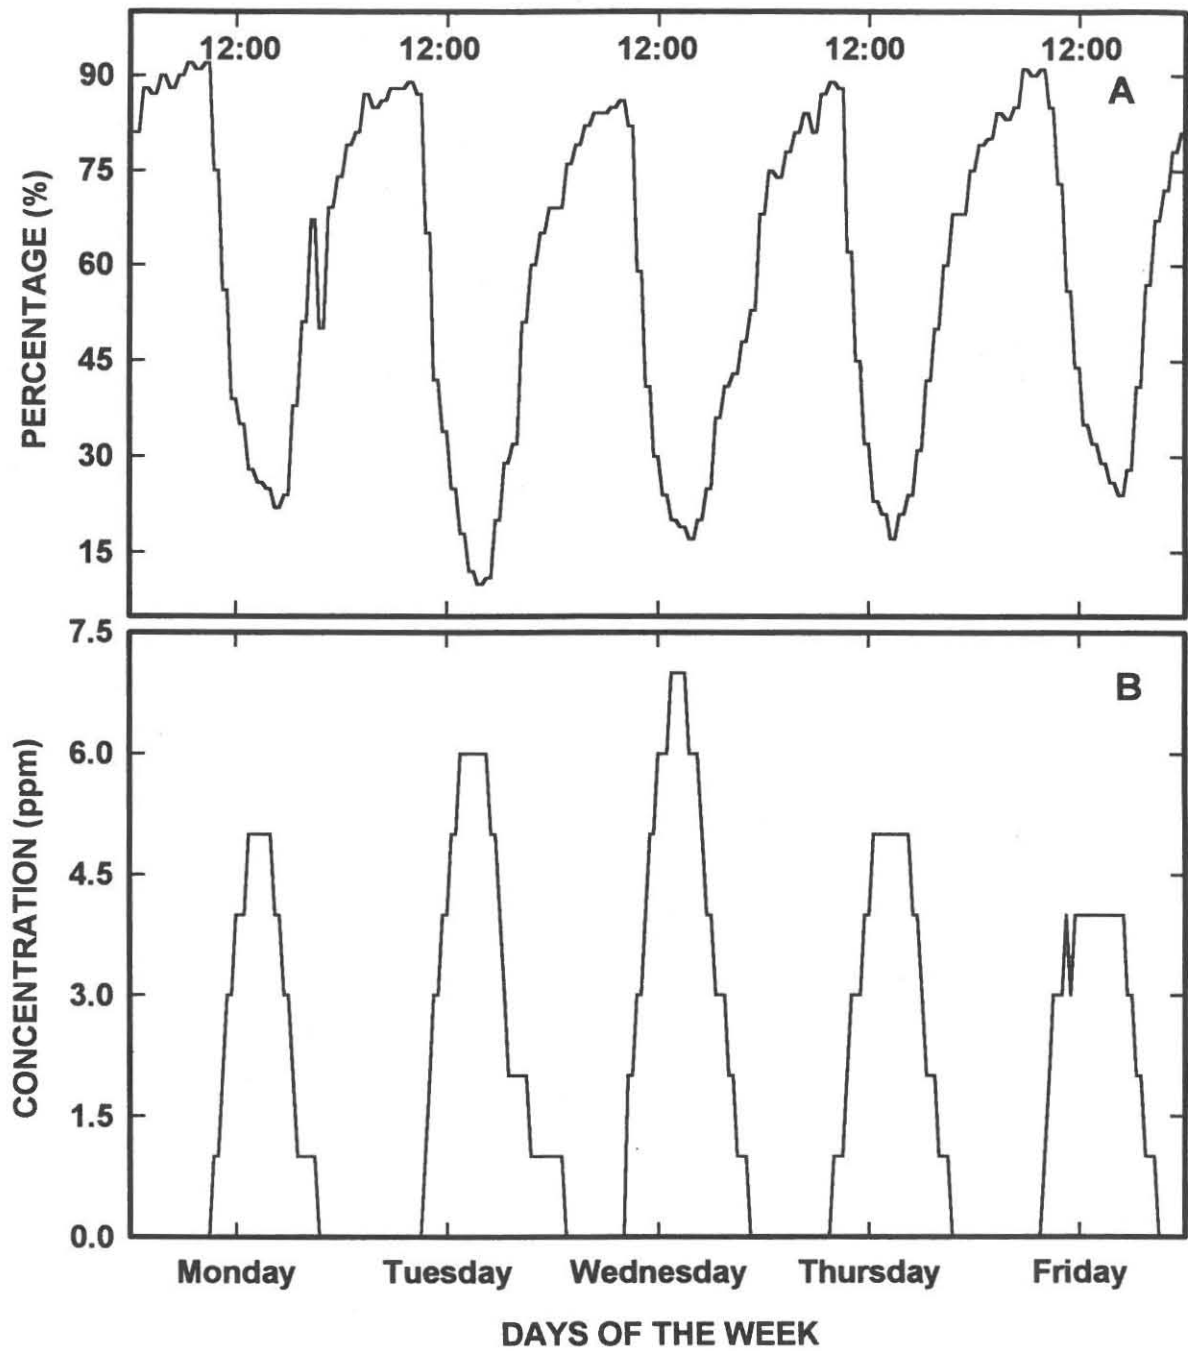 12:00 12:00 12:00 12:00 12:00
A
90
75
60
45
30
15
PERCENTAGE (%)
B
7.5
6.0
4.5
3.0
1.5
0.0
CONCENTRATION (ppm)
Monday Tuesday Wednesday Thursday Friday
DAYS OF THE WEEK